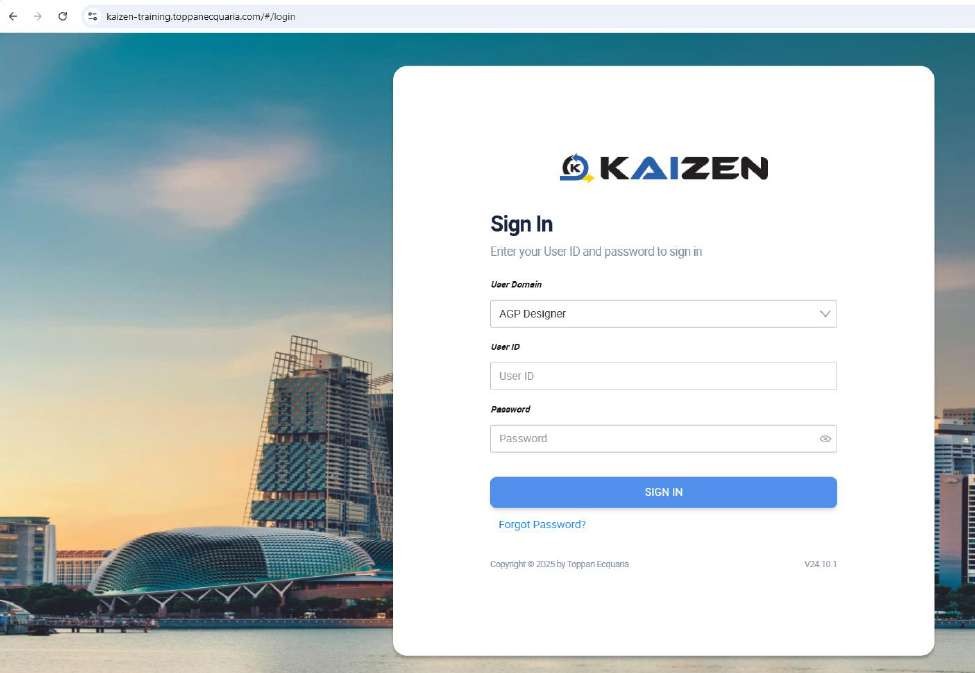 kaizen-training.toppanecquaria.com/#/login
K KAIZEN
Sign In
Enter your User ID and password to sign in
User Domain
AGP Designer
User ID
User ID
Password
Password
SIGN IN
Forgot Password?
Copyright © 2025 by Toppan Ecquaria V24.10.1